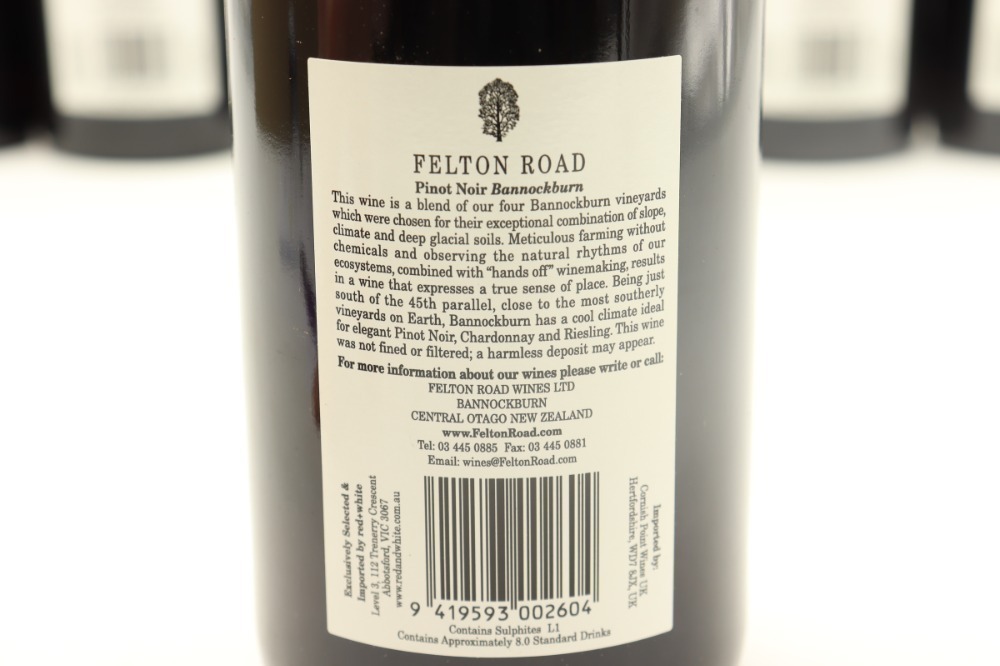 FELTON ROAD
Pinot Noir Bannockburn
This wine is a blend of our four Bannockburn vineyards
which were chosen for their exceptional combination of slope,
climate and deep glacial soils. Meticulous farming without
chemicals and observing the natural rhythms of our
ecosystems, combined with “hands off” winemaking, results
in a wine that expresses a true sense of place. Being just
south of the 45th parallel, close to the most southerly
vineyards on Earth, Bannockburn has a cool climate ideal
for elegant Pinot Noir, Chardonnay and Riesling. This wine
was not fined or filtered; a harmless deposit may appear.
For more information about our wines please write or call:
FELTON ROAD WINES LTD
BANNOCKBURN
CENTRAL OTAGO NEW ZEALAND
www.FeltonRoad.com
Tel: 03 445 0885 Fax: 03 445 0881
Email: wines@FeltonRoad.com
Exclusively Selected &
Imported by red+white
Level 3, 112 Trenerry Crescent
Abbotsford, VIC 3067
www.redandwhite.com.au
Imported by:
Cornish Point Wines UK,
Hertfordshire, WD7 8JX, UK
9 419593 002604
Contains Sulphites L1
Contains Approximately 8.0 Standard Drinks